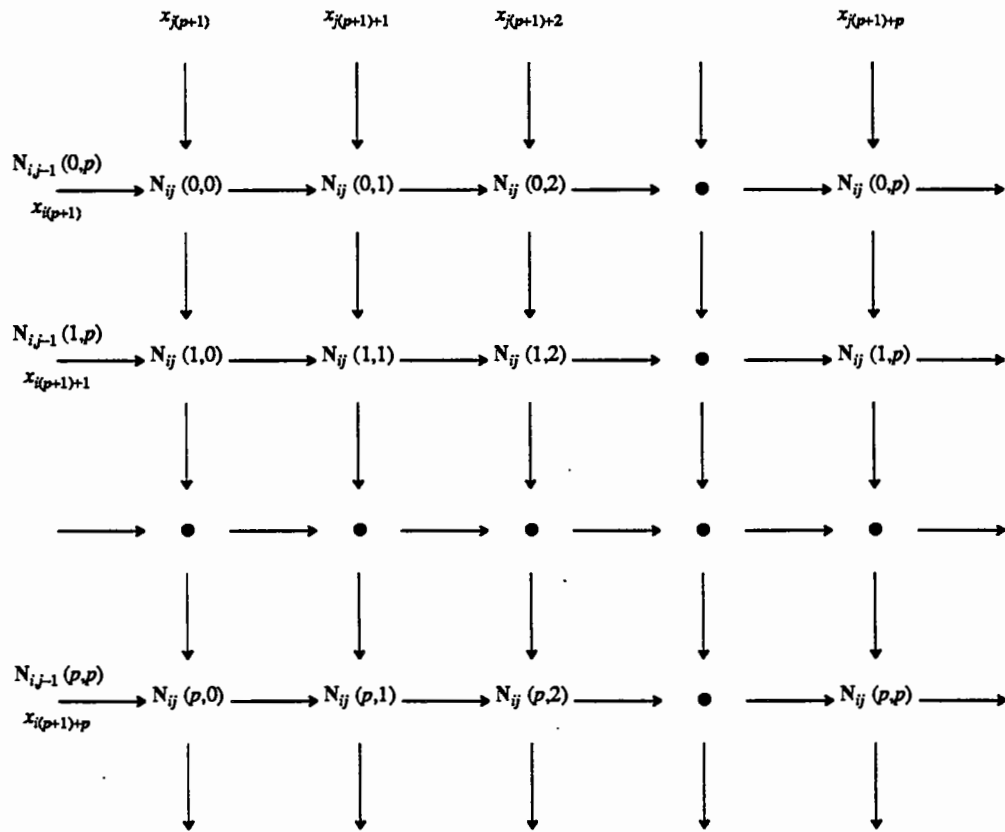 x_{j(p+1)} x_{j(p+1)+1} x_{j(p+1)+2} x_{j(p+1)+p}
N_{i,j-1} (0,p)
N_{ij} (0,0) N_{ij} (0,1) N_{ij} (0,2) N_{ij} (0,p)
x_{i(p+1)}
N_{i,j-1} (1,p)
N_{ij} (1,0) N_{ij} (1,1) N_{ij} (1,2) N_{ij} (1,p)
x_{i(p+1)+1}
N_{i,j-1} (p,p)
N_{ij} (p,0) N_{ij} (p,1) N_{ij} (p,2) N_{ij} (p,p)
x_{i(p+1)+p}